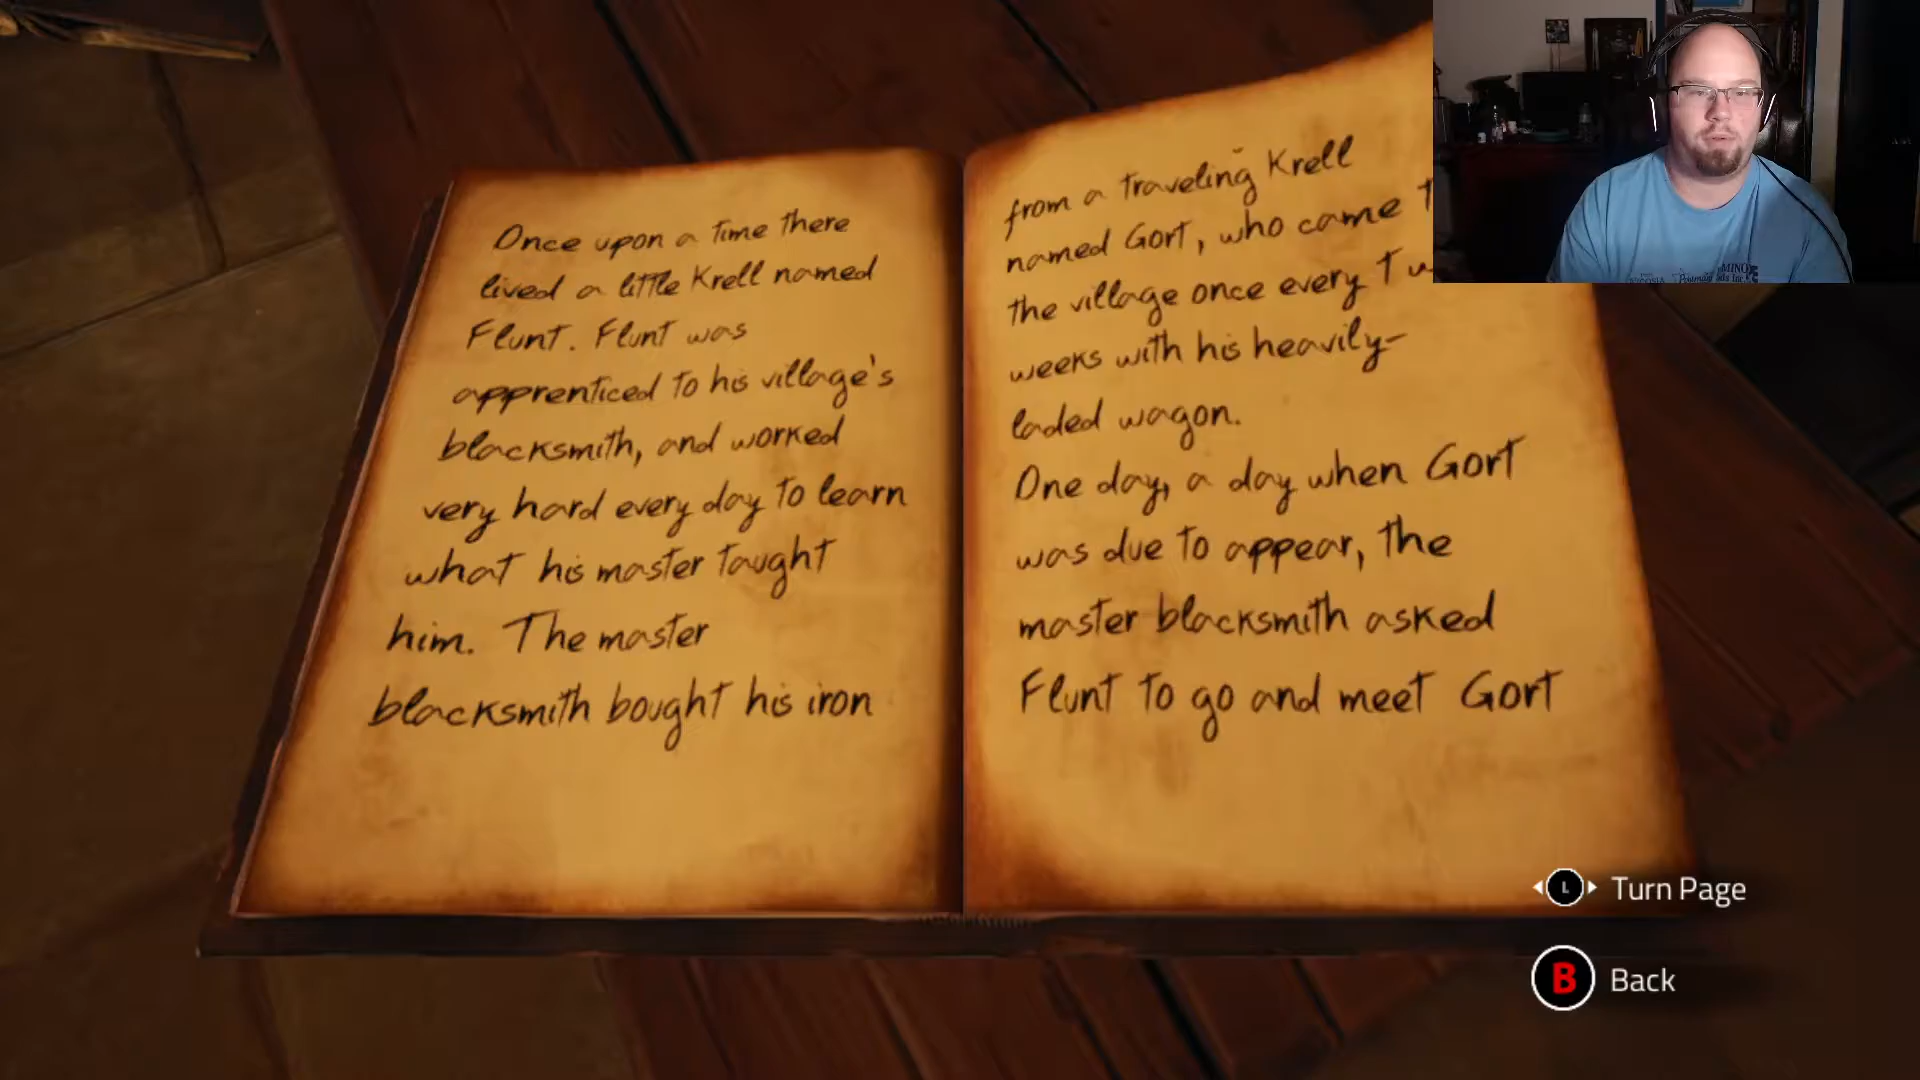 Once upon a time there
lived a little Krell named
Flunt. Flunt was
apprenticed to his village's
blacksmith, and worked
very hard every day to learn
what his master taught
him. The master
blacksmith bought his iron
from a traveling Krell
named Gort, who came
the village once every
weeks with his heavily-
laded wagon.
One day, a day when Gort
was due to appear, the
master blacksmith asked
Flunt to go and meet Gort
L Turn Page
B Back